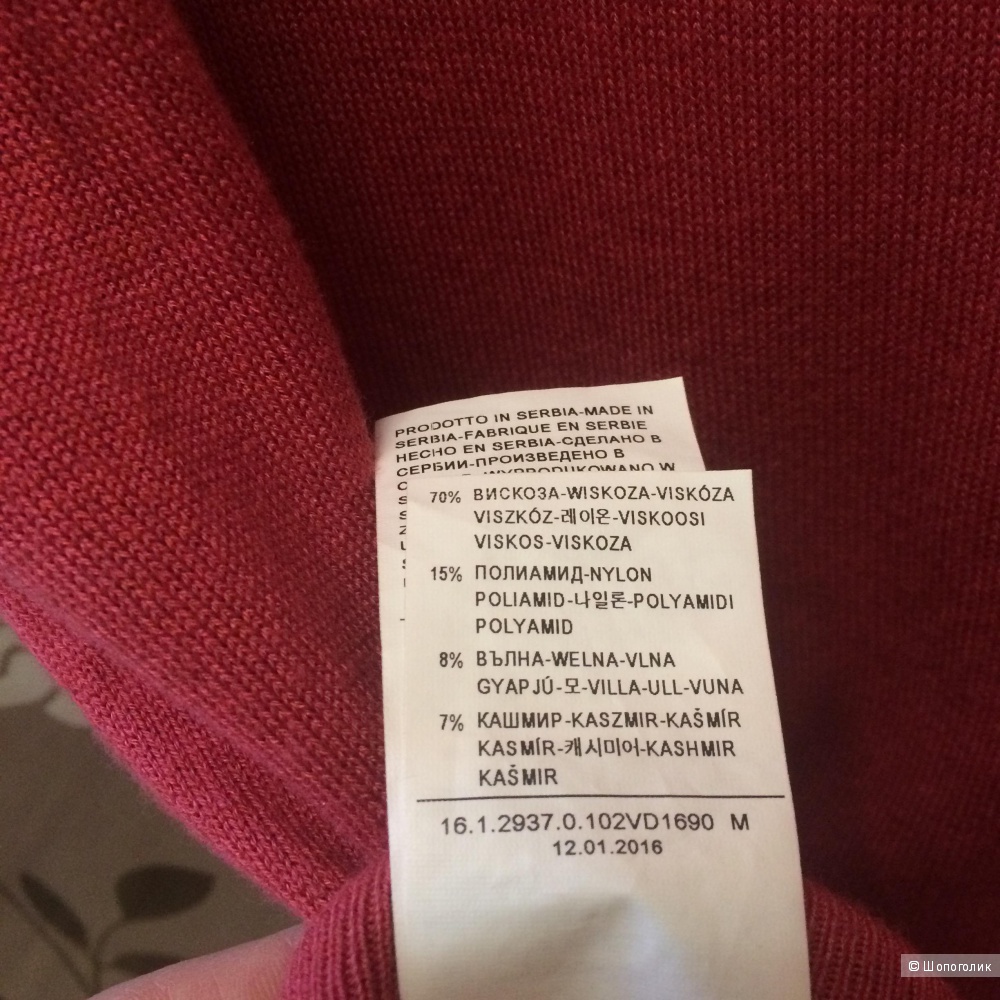 PRODOTTO IN SERBIA-MADE IN
SERBIA-FABRIQUE EN SERBIE
HECHO EN SERBIA-СДЕЛАНО В
СЕРБИИ-ПРОИЗВЕДЕНО В
WYPRODUKOWANO W
70% ВИСКОЗА-WISKOZA-VISKÓZA
VISZKÓZ-레이온-VISKOOSI
VISKOS-VISKOZA
15% ПОЛИАМИД-NYLON
POLIAMID-나일론-POLYAMIDI
POLYAMID
8% ВЪЛНА-WELNA-VLNA
GYAPJÚ-모-VILLA-ULL-VUNA
7% КАШМИР-KASZMIR-KAŠMÍR
KASMÍR-캐시미어-KASHMIR
KAŠMIR
16.1.2937.0.102VD1690 M
12.01.2016
© Шопоголик